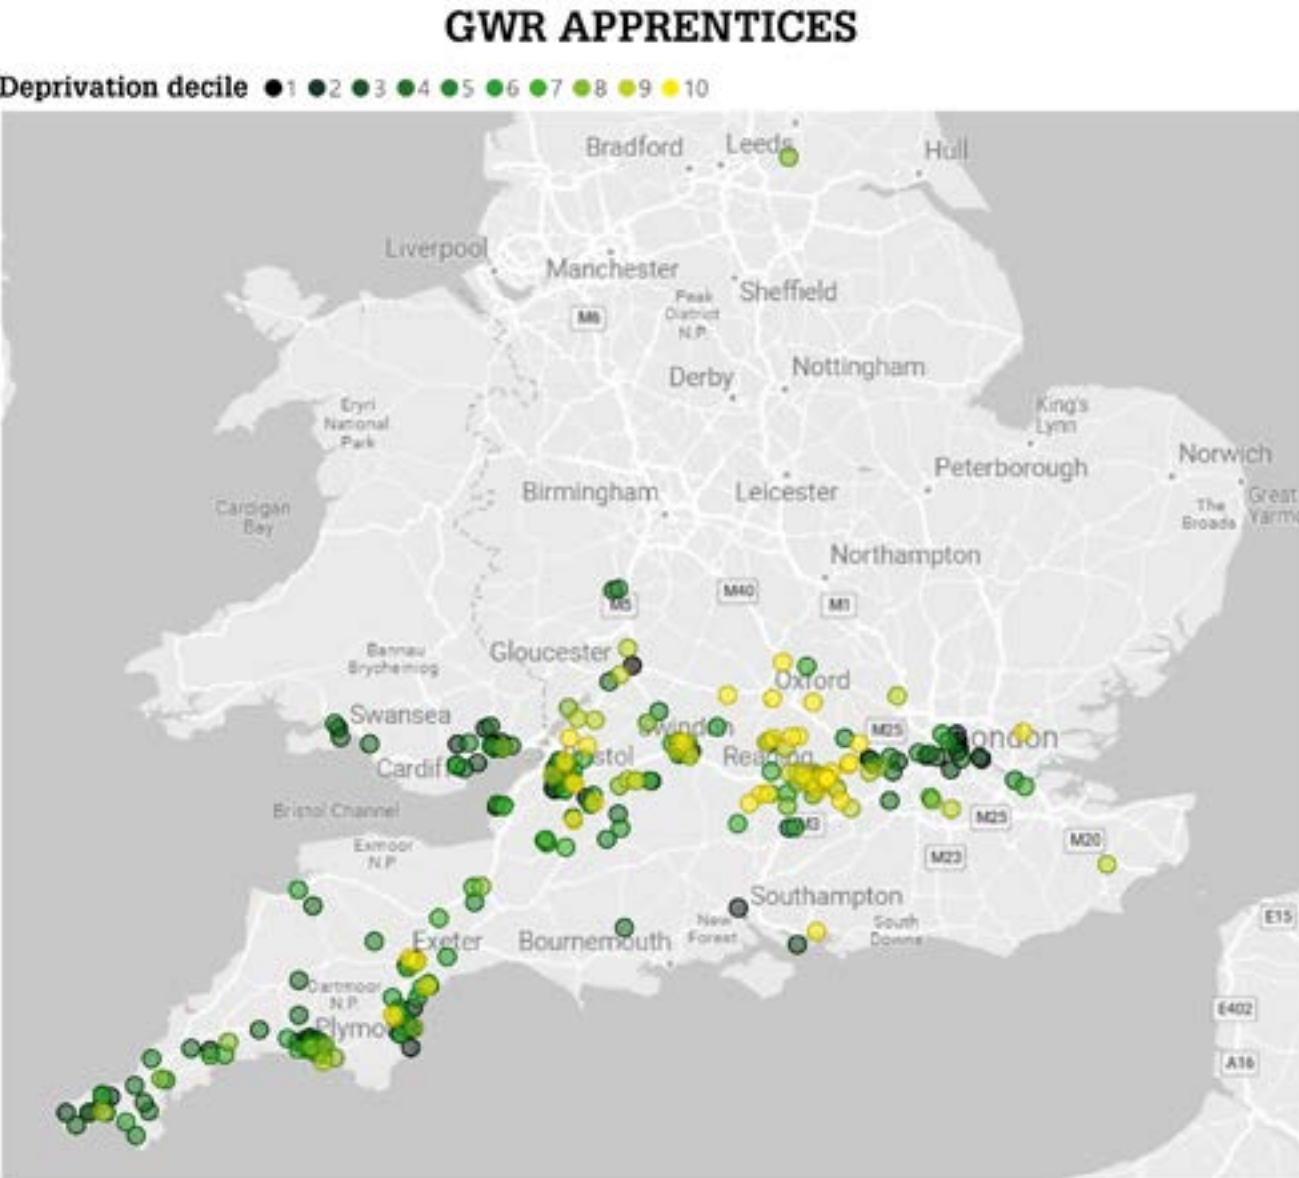 GWR APPRENTICES
Deprivation decile 1 2 3 4 5 6 7 8 9 10
Bradford
Leeds
Hull
Liverpool
Manchester
Sheffield
Peak
District
N.P.
M6
Nottingham
Derby
Eryri
National
Park
King's
Lynn
Norwich
Peterborough
Birmingham
Leicester
The
Broads
Great
Cardigan
Bay
Northampton
M5
M40
M1
Gloucester
Bannau
Brycheiniog
Oxford
Swansea
M25
London
Cardiff
Bristol Channel
M3
M25
M20
Exmoor
N.P.
M23
Southampton
New
Forest
South
Downs
E15
Exeter
Bournemouth
Dartmoor
N.P.
E402
A16